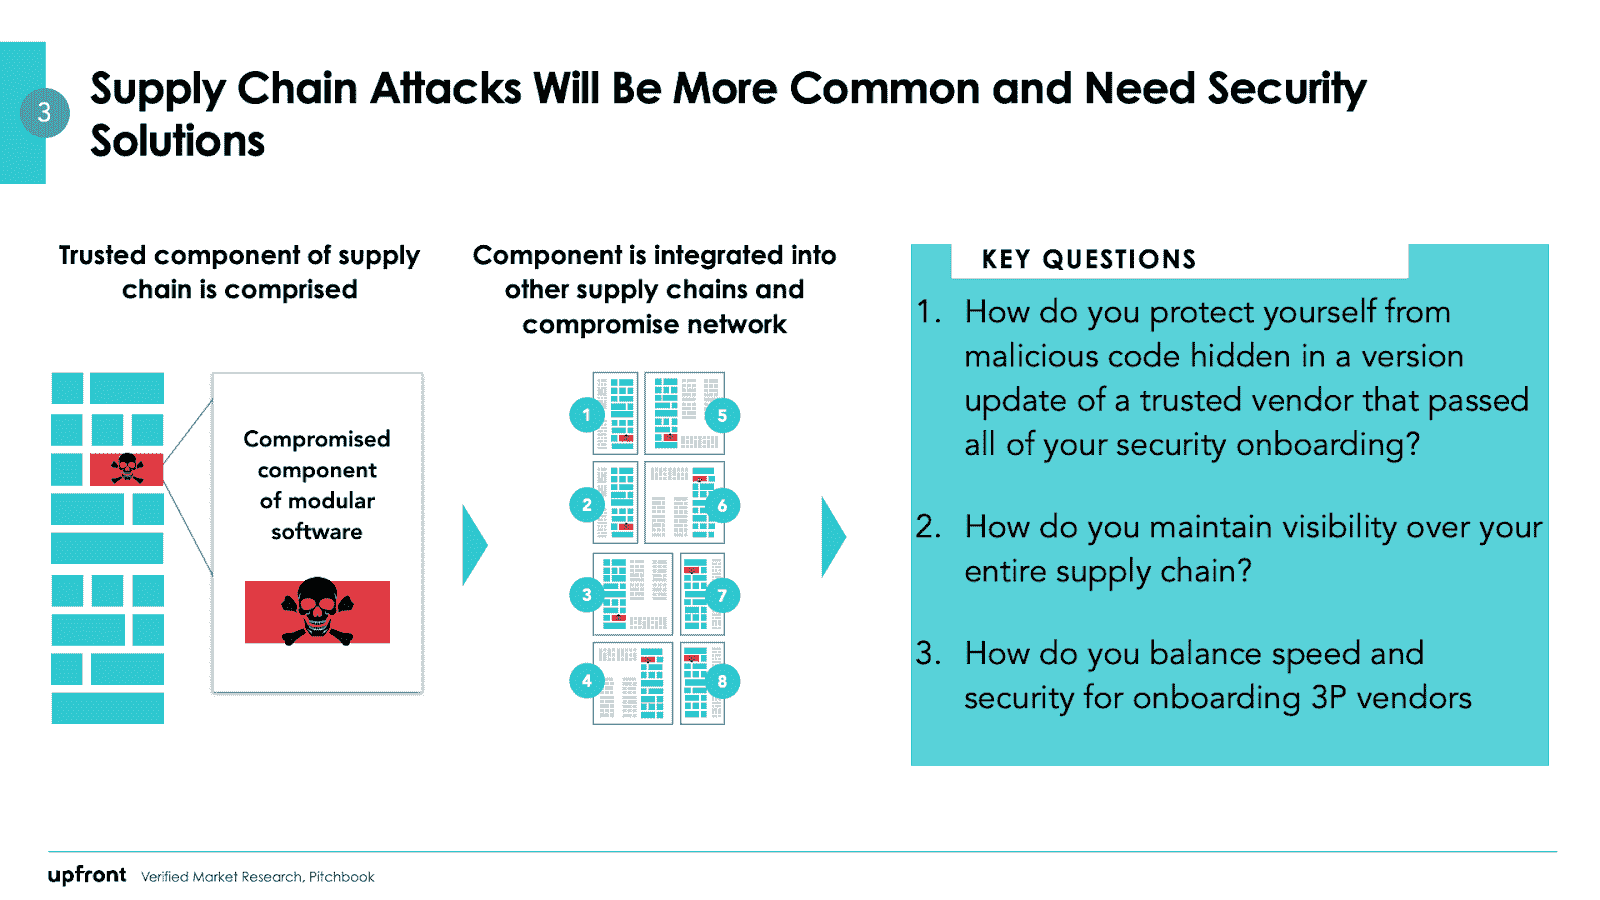 3
Supply Chain Attacks Will Be More Common and Need Security
Solutions
Trusted component of supply
chain is comprised
Compromised
component
of modular
software
Component is integrated into
other supply chains and
compromise network
1
2
3
4
5
6
7
8
KEY QUESTIONS
1. How do you protect yourself from
malicious code hidden in a version
update of a trusted vendor that passed
all of your security onboarding?
2. How do you maintain visibility over your
entire supply chain?
3. How do you balance speed and
security for onboarding 3P vendors
upfront Verified Market Research, Pitchbook